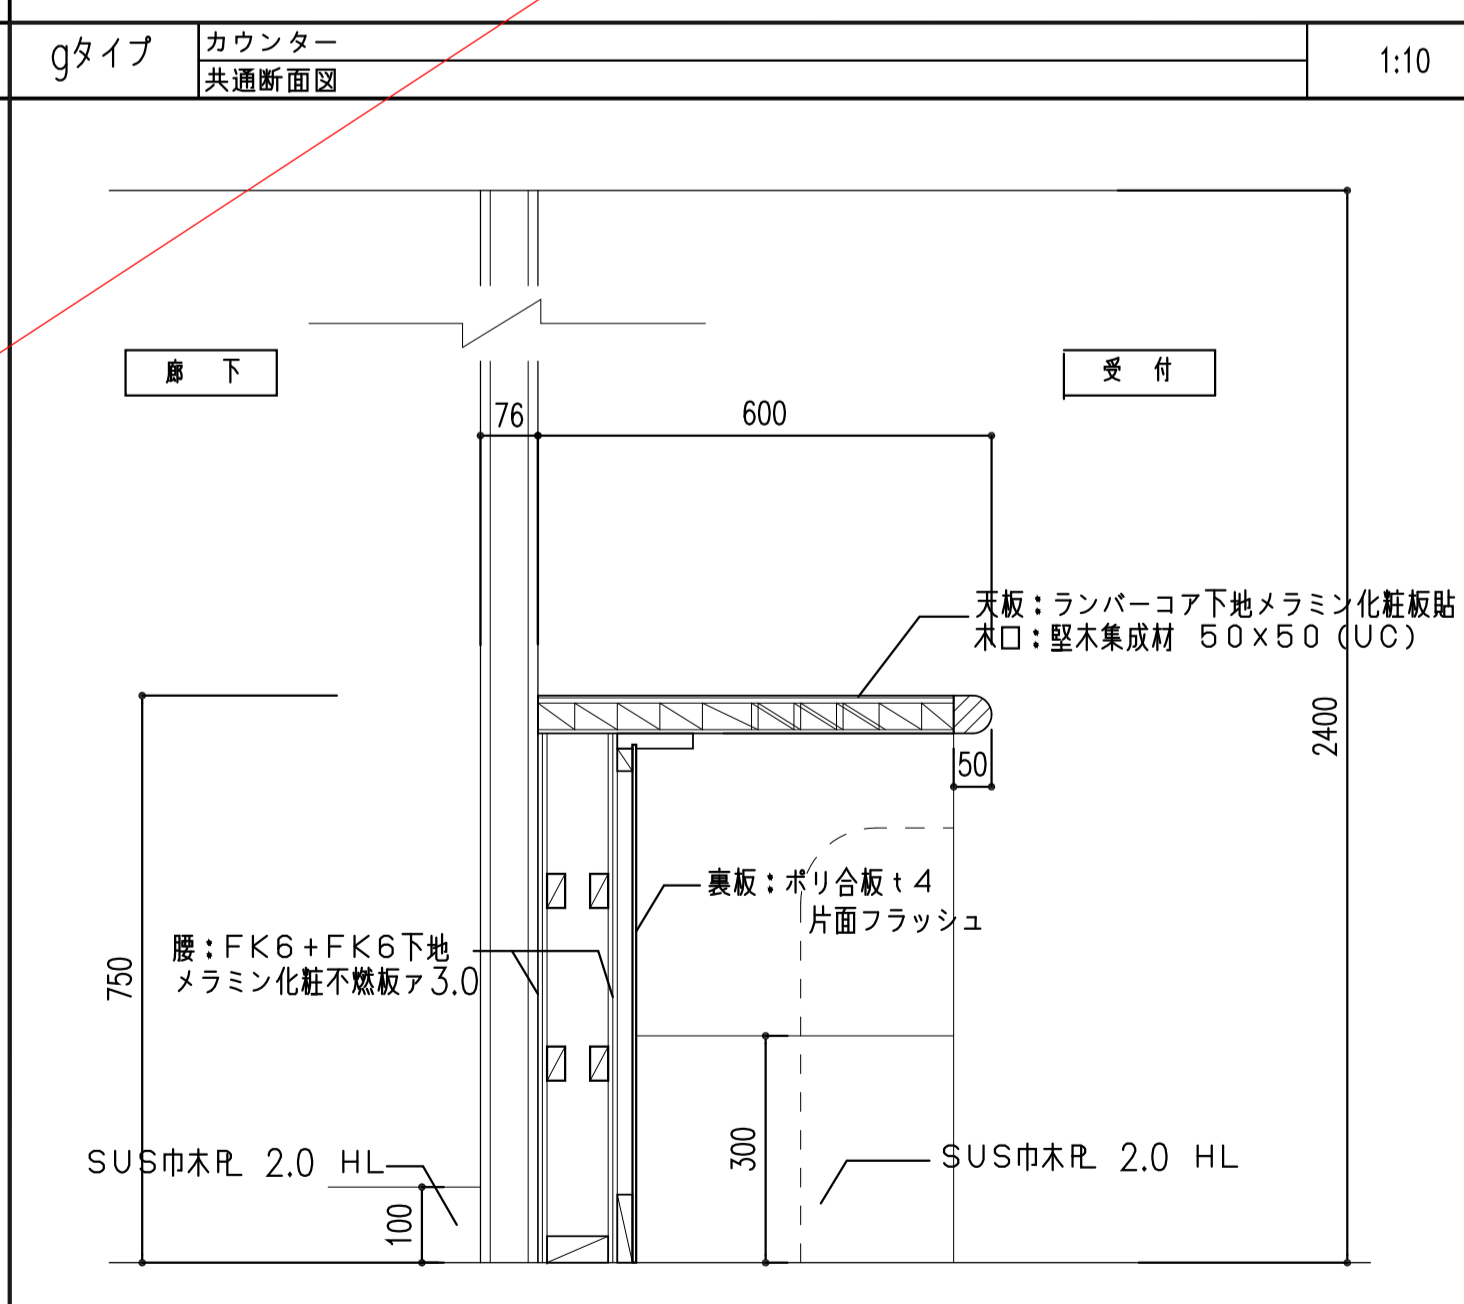 gタイプ
カウンター
共通断面図
1:10
廊 下
受 付
76
600
天板：ランバーコア下地メラミン化粧板貼
木口：堅木集成材 50×50（UC）
2400
50
裏板：ポリ合板t4
片面フラッシュ
腰：FK6+FK6下地
メラミン化粧不燃板ァ3.0
750
300
SUS巾木PL 2.0 HL
SUS巾木PL 2.0 HL
100